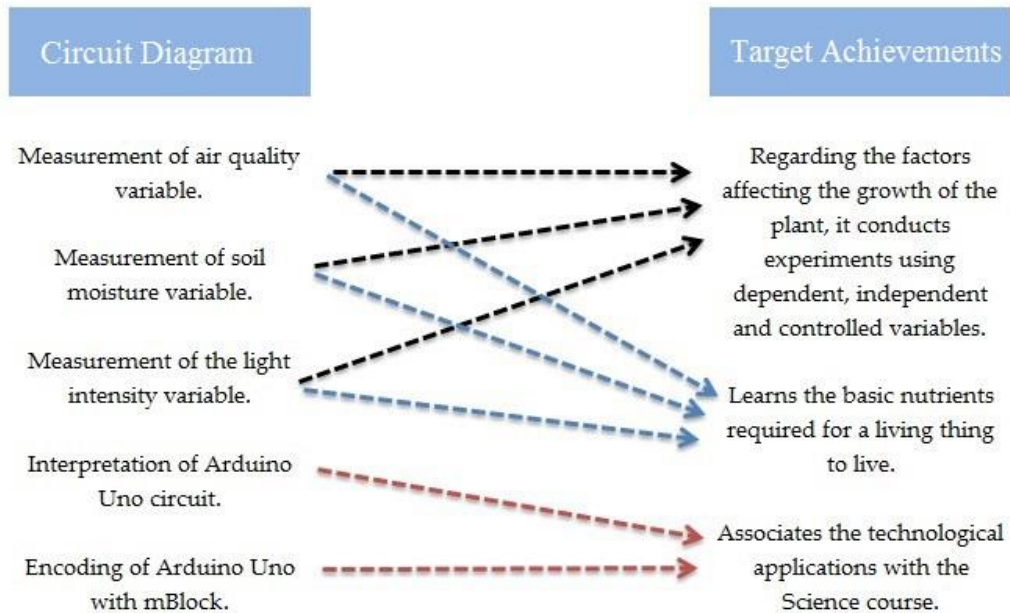 Circuit Diagram
Target Achievements
Measurement of air quality
variable.
Measurement of soil
moisture variable.
Measurement of the light
intensity variable.
Interpretation of Arduino
Uno circuit.
Encoding of Arduino Uno
with mBlock.
Regarding the factors
affecting the growth of the
plant, it conducts
experiments using
dependent, independent
and controlled variables.
Learns the basic nutrients
required for a living thing
to live.
Associates the technological
applications with the
Science course.